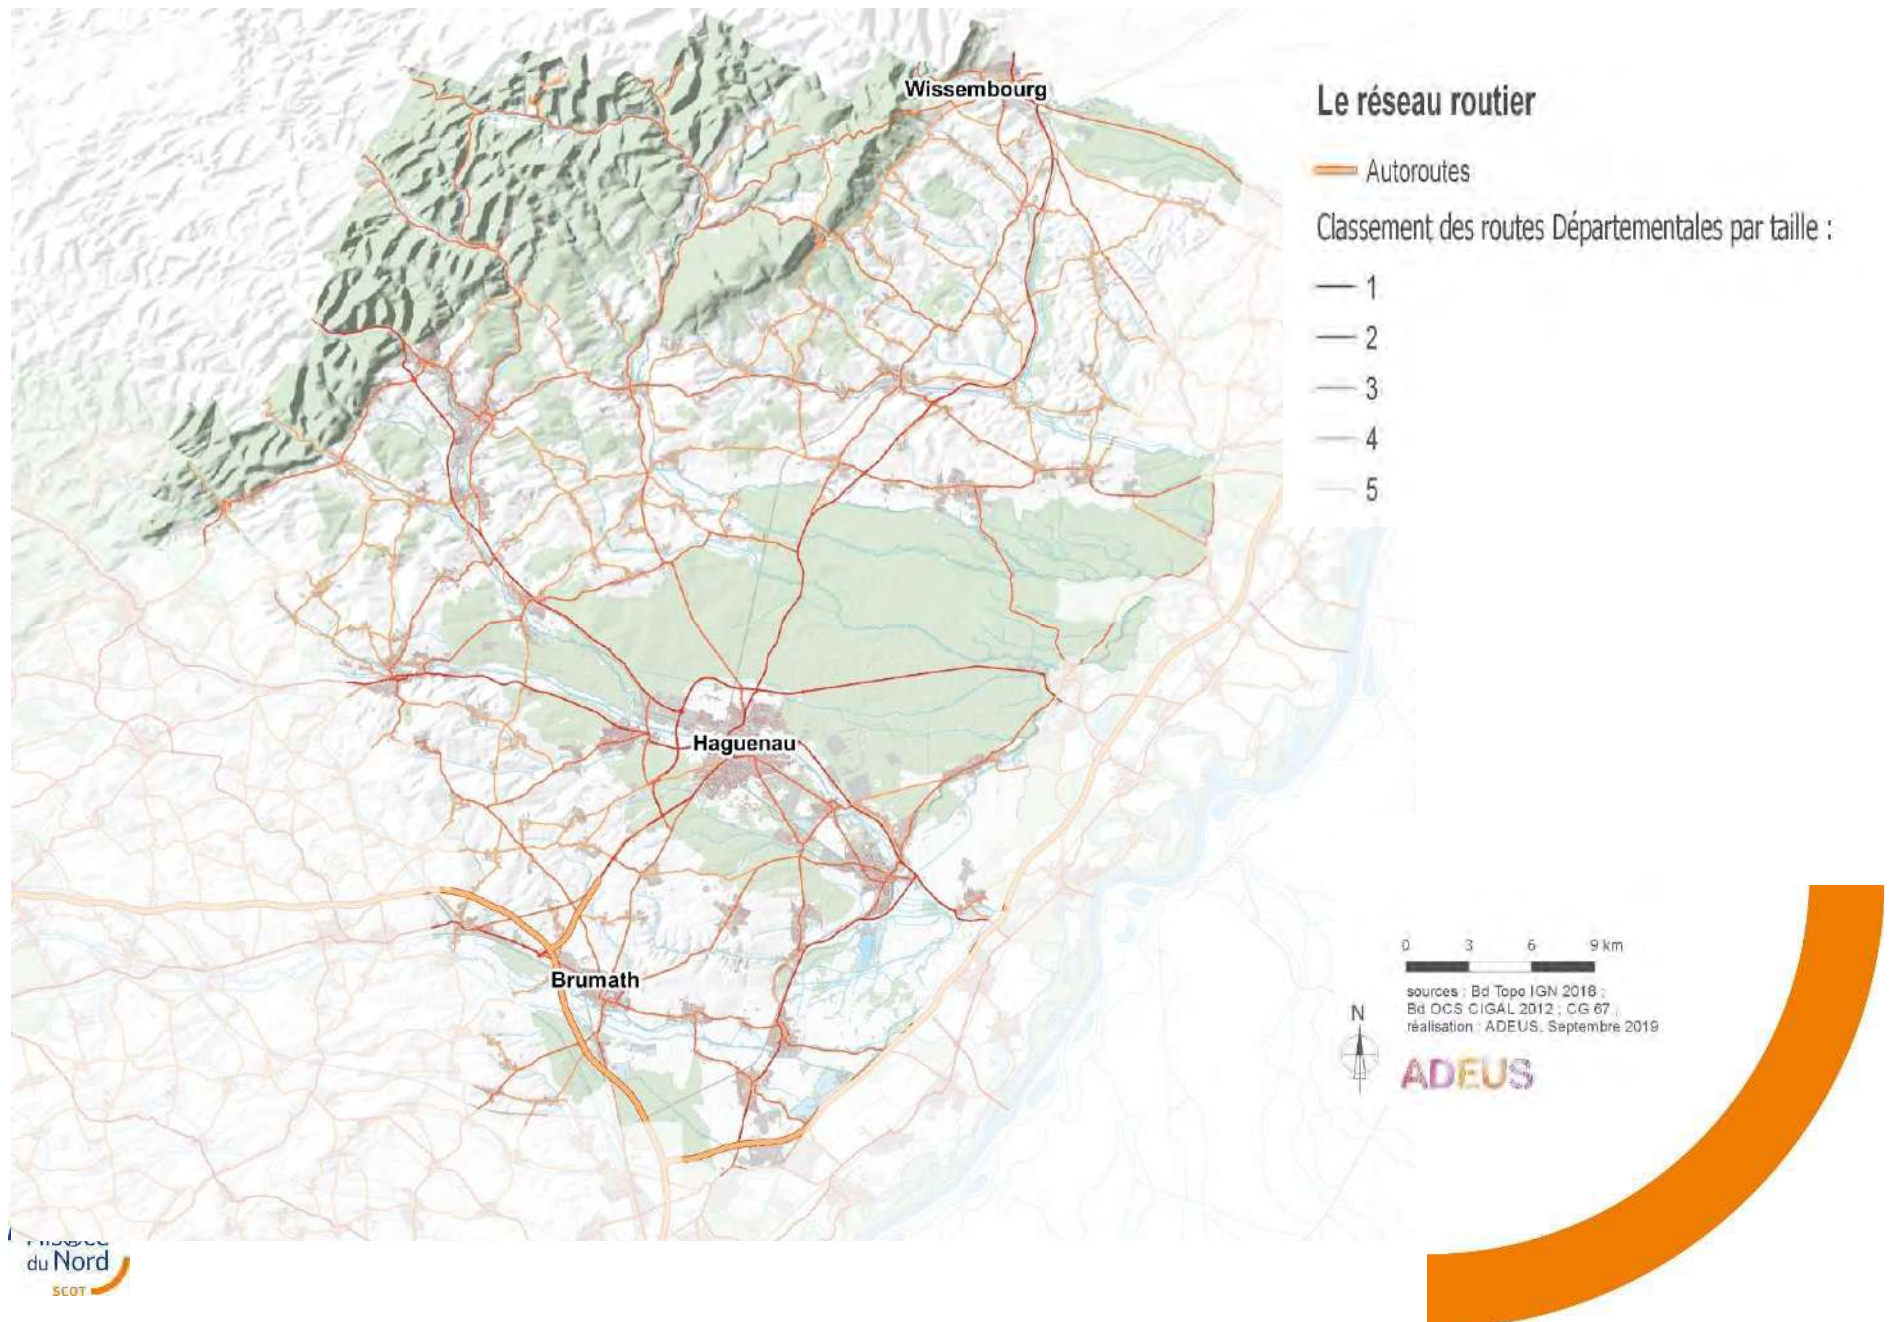 Wissembourg
Haguenau
Brumath
Le réseau routier
Autoroutes
Classement des routes Départementales par taille :
1
2
3
4
5
0 3 6 9 km
sources : Bd Topo IGN 2018 ;
Bd OCS CIGAL 2012 ; CG 67 ;
réalisation : ADEUS, Septembre 2019
N
ADEUS
du Nord
SCOT